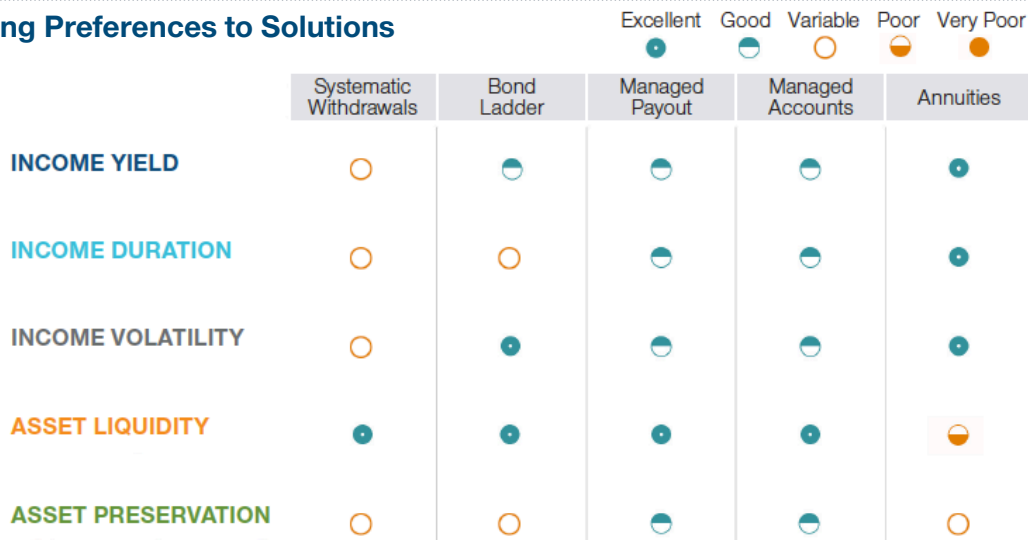 ng Preferences to Solutions
Excellent Good Variable Poor Very Poor
Systematic Withdrawals
Bond Ladder
Managed Payout
Managed Accounts
Annuities
INCOME YIELD
INCOME DURATION
INCOME VOLATILITY
ASSET LIQUIDITY
ASSET PRESERVATION